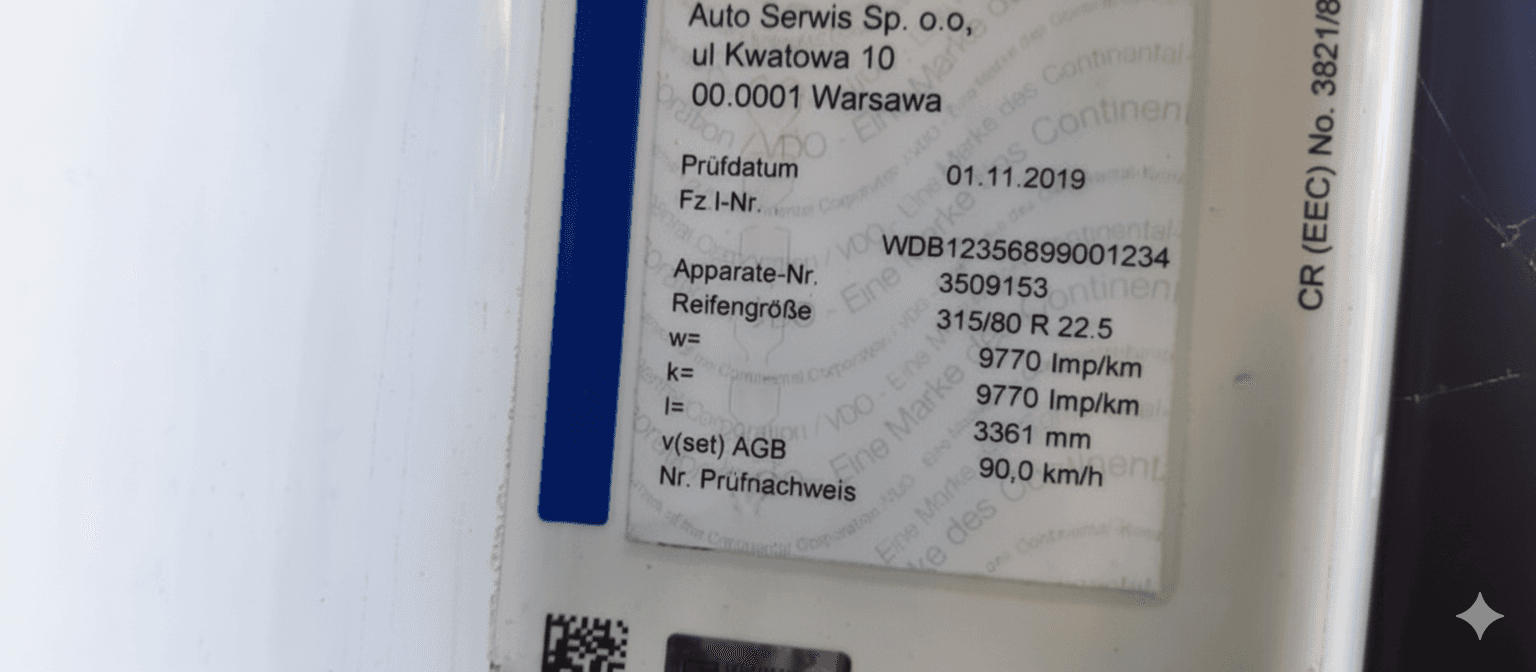 Auto Serwis Sp. o.o,
ul Kwatowa 10
00.0001 Warsawa
Prüfdatum 01.11.2019
Fz.I-Nr.
WDB12356899001234
Apparate-Nr. 3509153
Reifengröße 315/80 R 22.5
w= 9770 Imp/km
k= 9770 Imp/km
l= 3361 mm
v(set) AGB 90,0 km/h
Nr. Prüfnachweis
CR (EEC) No. 3821/8